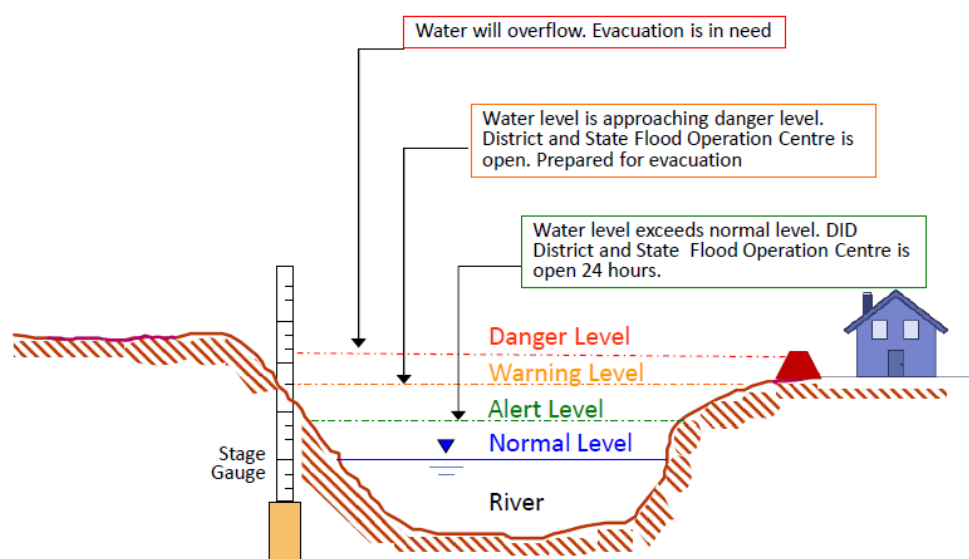 Water will overflow. Evacuation is in need
Water level is approaching danger level.
District and State Flood Operation Centre is
open. Prepared for evacuation
Water level exceeds normal level. DID
District and State Flood Operation Centre is
open 24 hours.
Danger Level
Warning Level
Alert Level
Normal Level
Stage
Gauge
River